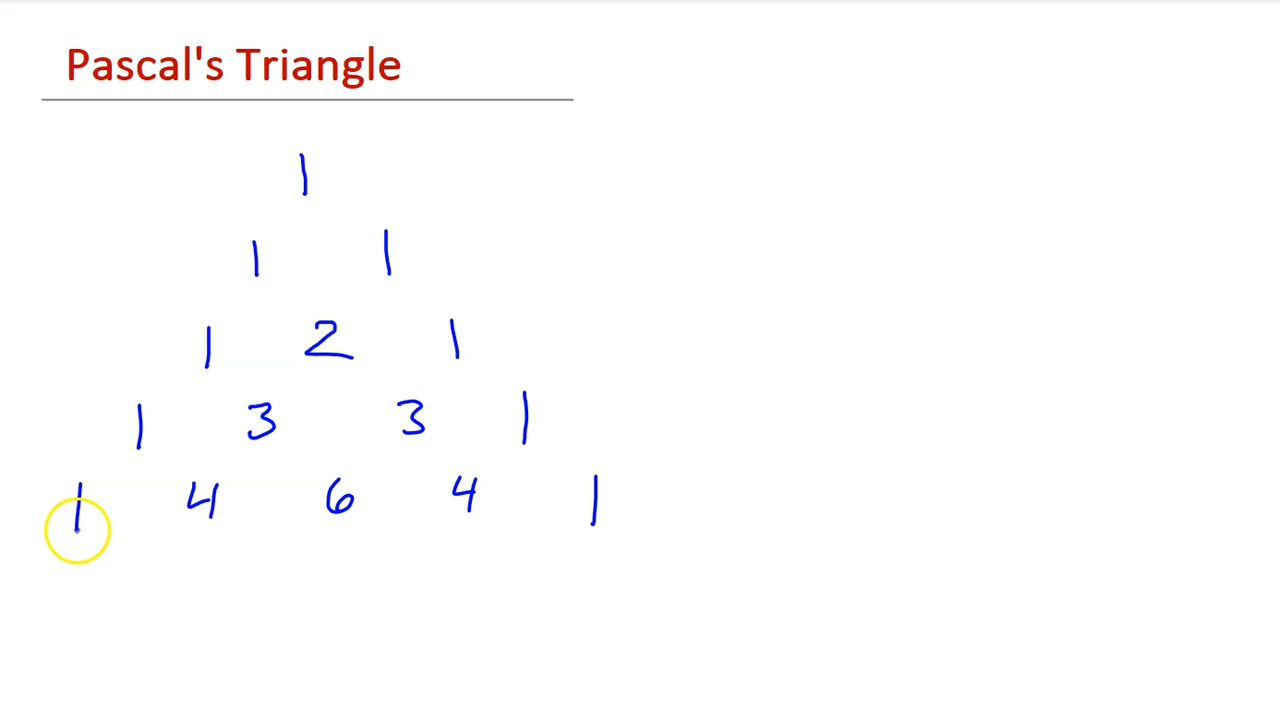 Pascal's Triangle
1
1 1
1 2 1
1 3 3 1
1 4 6 4 1